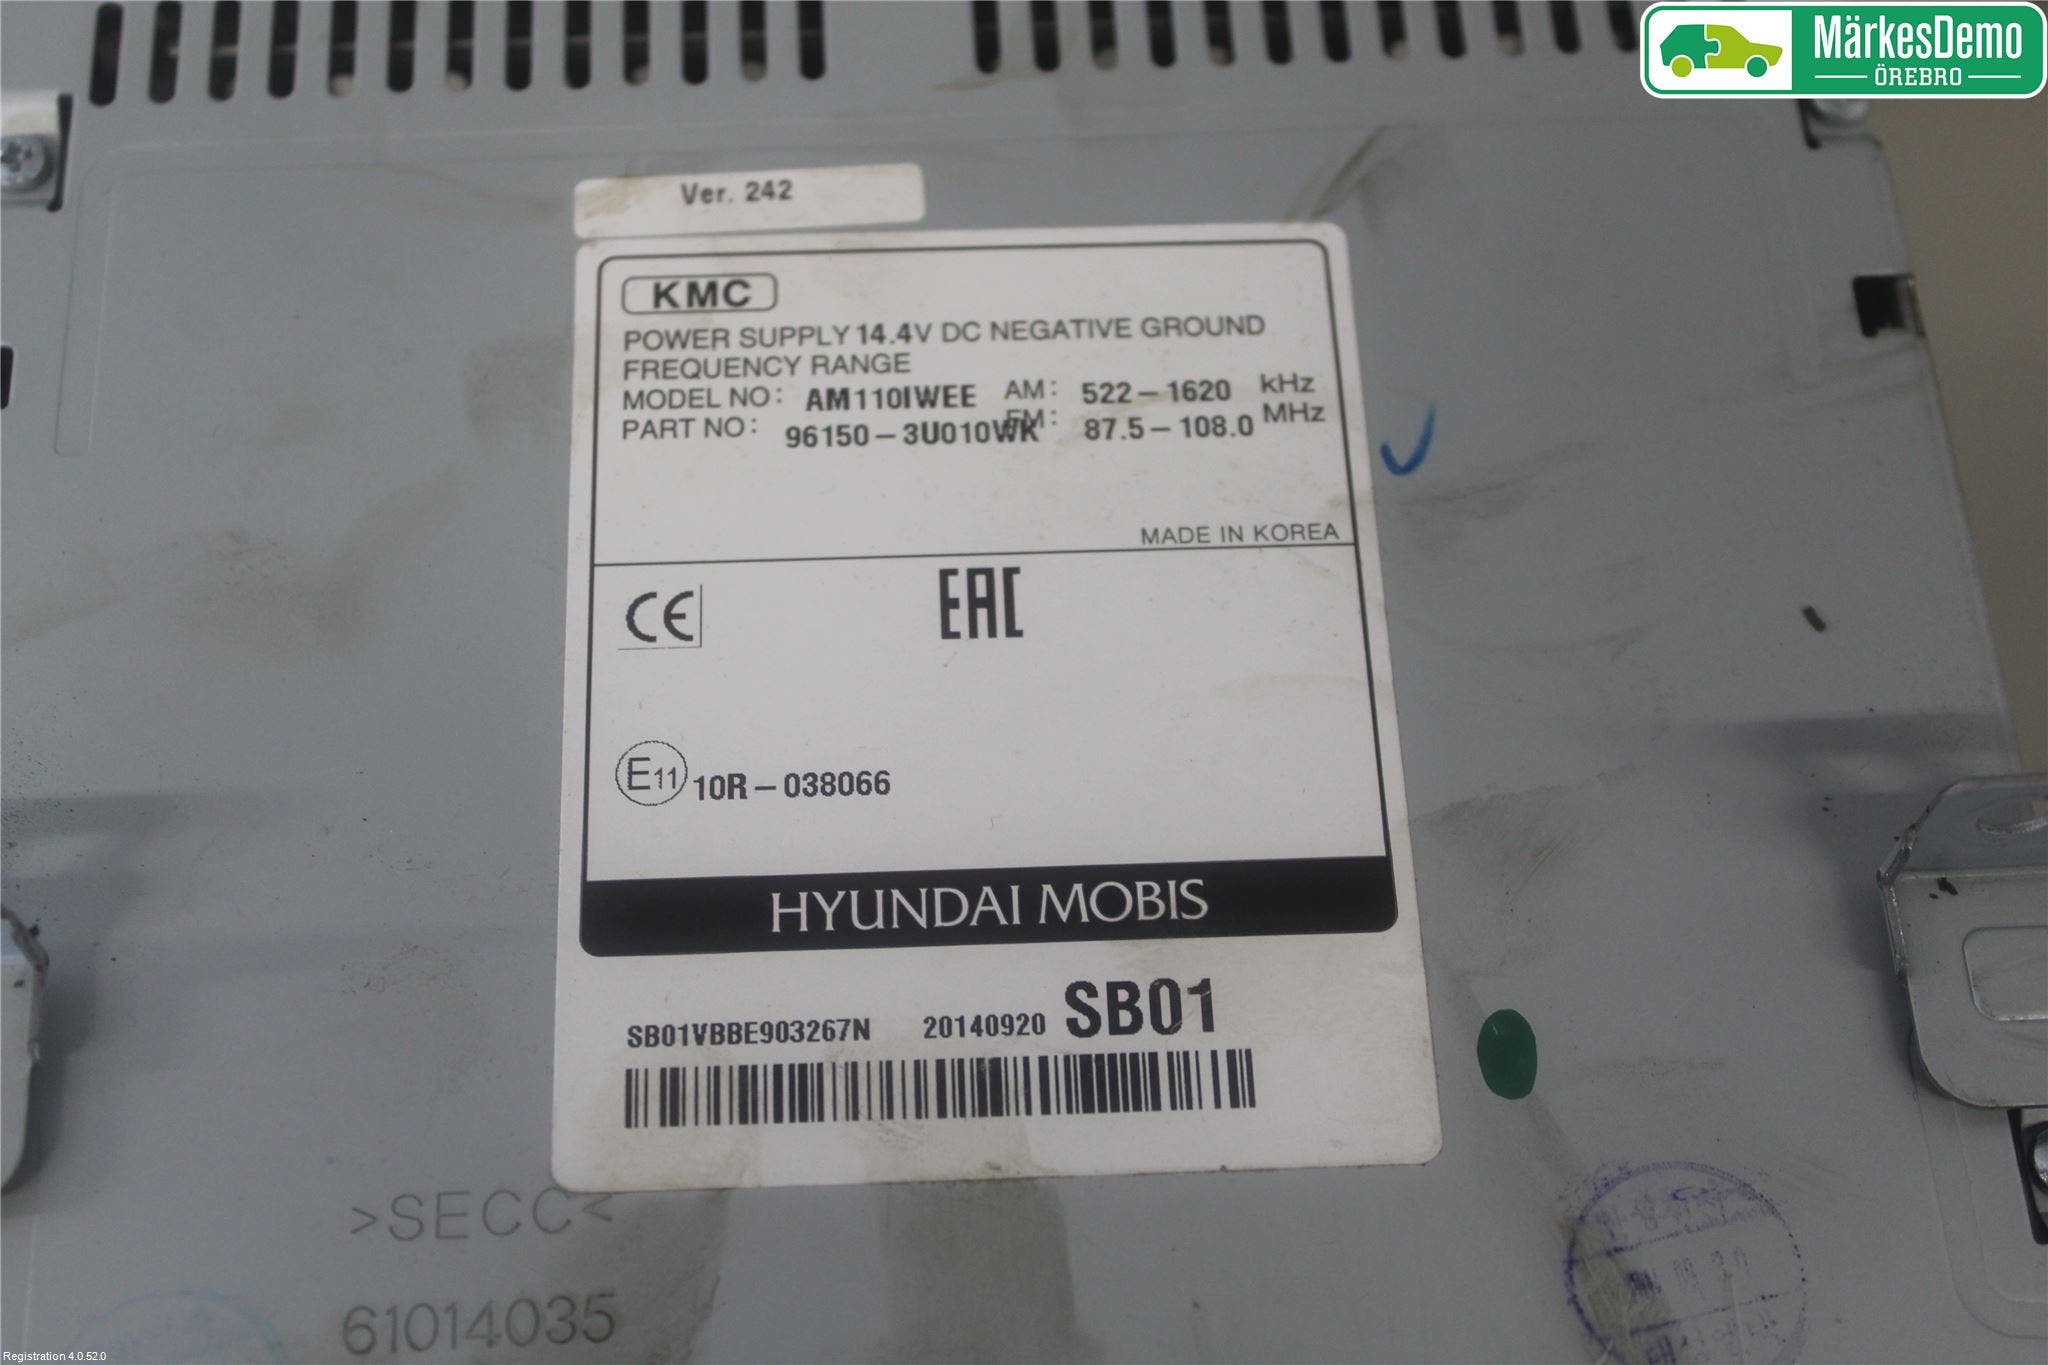 MärkesDemo
ÖREBRO
Ver. 242
KMC
POWER SUPPLY 14.4V DC NEGATIVE GROUND
FREQUENCY RANGE
MODEL NO: AM110IWEE AM: 522-1620 kHz
PART NO: 96150-3U010WK FM: 87.5-108.0 MHz
MADE IN KOREA
CE EAC
E11 10R-038066
HYUNDAI MOBIS
SB01VBBE903267N 20140920 SB01
>SECC<
61014035
Registration 4.0.52.0